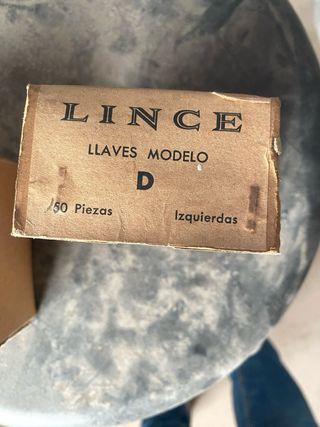 LINCE
LLAVES MODELO
D
50 Piezas Izquierdas